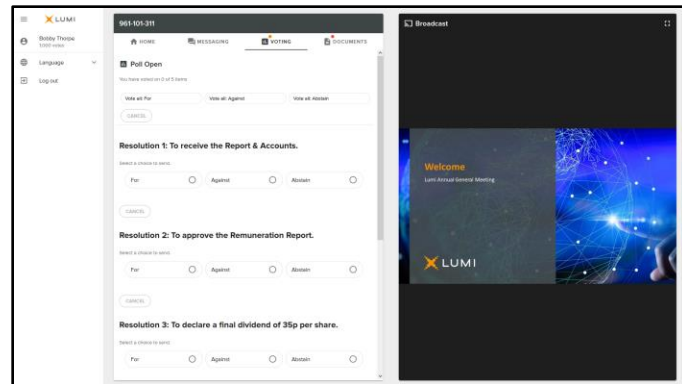 LUMI
Bobby Thorpe
1,000 votes
Language
Log out
961-101-311
HOME
MESSAGING
VOTING
DOCUMENTS
Poll Open
You have voted on 0 of 5 items
Vote all: For
Vote all: Against
Vote all: Abstain
CANCEL
Resolution 1: To receive the Report & Accounts.
Select a choice to send.
For
Against
Abstain
CANCEL
Resolution 2: To approve the Remuneration Report.
Select a choice to send.
For
Against
Abstain
CANCEL
Resolution 3: To declare a final dividend of 35p per share.
Select a choice to send.
For
Against
Abstain
Broadcast
Welcome
Lumi Annual General Meeting
LUMI